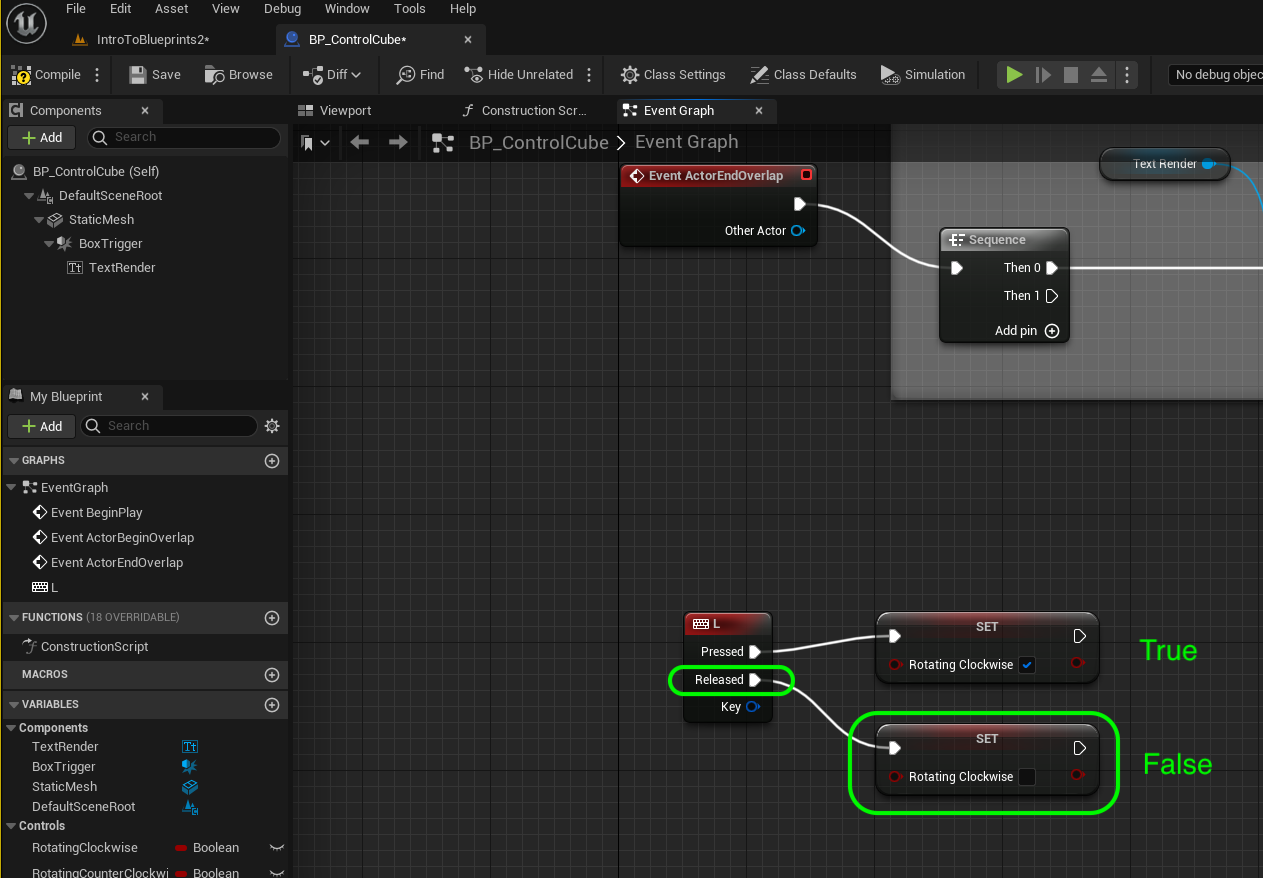 File Edit Asset View Debug Window Tools Help
IntroToBlueprints2*
BP_ControlCube*
Compile
Save
Browse
Diff
Find
Hide Unrelated
Class Settings
Class Defaults
Simulation
No debug objec
Components
Viewport
Construction Scr...
Event Graph
Add
Search
BP_ControlCube
Event Graph
BP_ControlCube (Self)
DefaultSceneRoot
StaticMesh
BoxTrigger
Tt TextRender
Event ActorEndOverlap
Other Actor
Text Render
Sequence
Then 0
Then 1
Add pin
My Blueprint
Add
Search
GRAPHS
EventGraph
Event BeginPlay
Event ActorBeginOverlap
Event ActorEndOverlap
L
FUNCTIONS (18 OVERRIDABLE)
ConstructionScript
MACROS
VARIABLES
Components
TextRender Tt
BoxTrigger
StaticMesh
DefaultSceneRoot
Controls
RotatingClockwise Boolean
RotatingCounterClockwi Boolean
L
Pressed
Released
Key
SET
Rotating Clockwise
True
SET
Rotating Clockwise
False